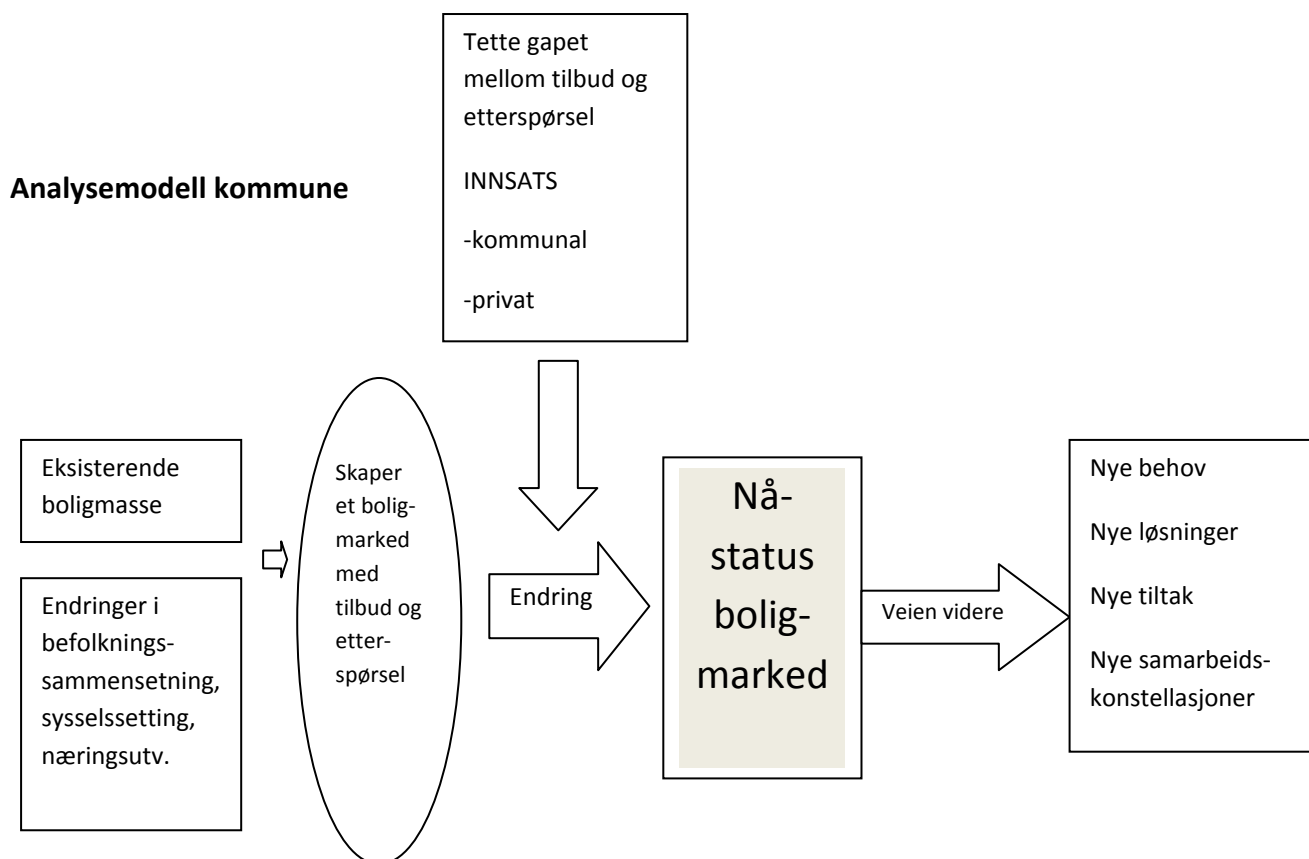 Tette gapet
mellom tilbud og
etterspørsel
INNSATS
-kommunal
-privat
Analysemodell kommune
Eksisterende
boligmasse
Endringer i
befolknings-
sammensetning,
sysselssetting,
næringsutv.
Skaper
et bolig-
marked
med
tilbud og
etter-
spørsel
Endring
Nå-
status
bolig-
marked
Veien videre
Nye behov
Nye løsninger
Nye tiltak
Nye samarbeids-
konstellasjoner